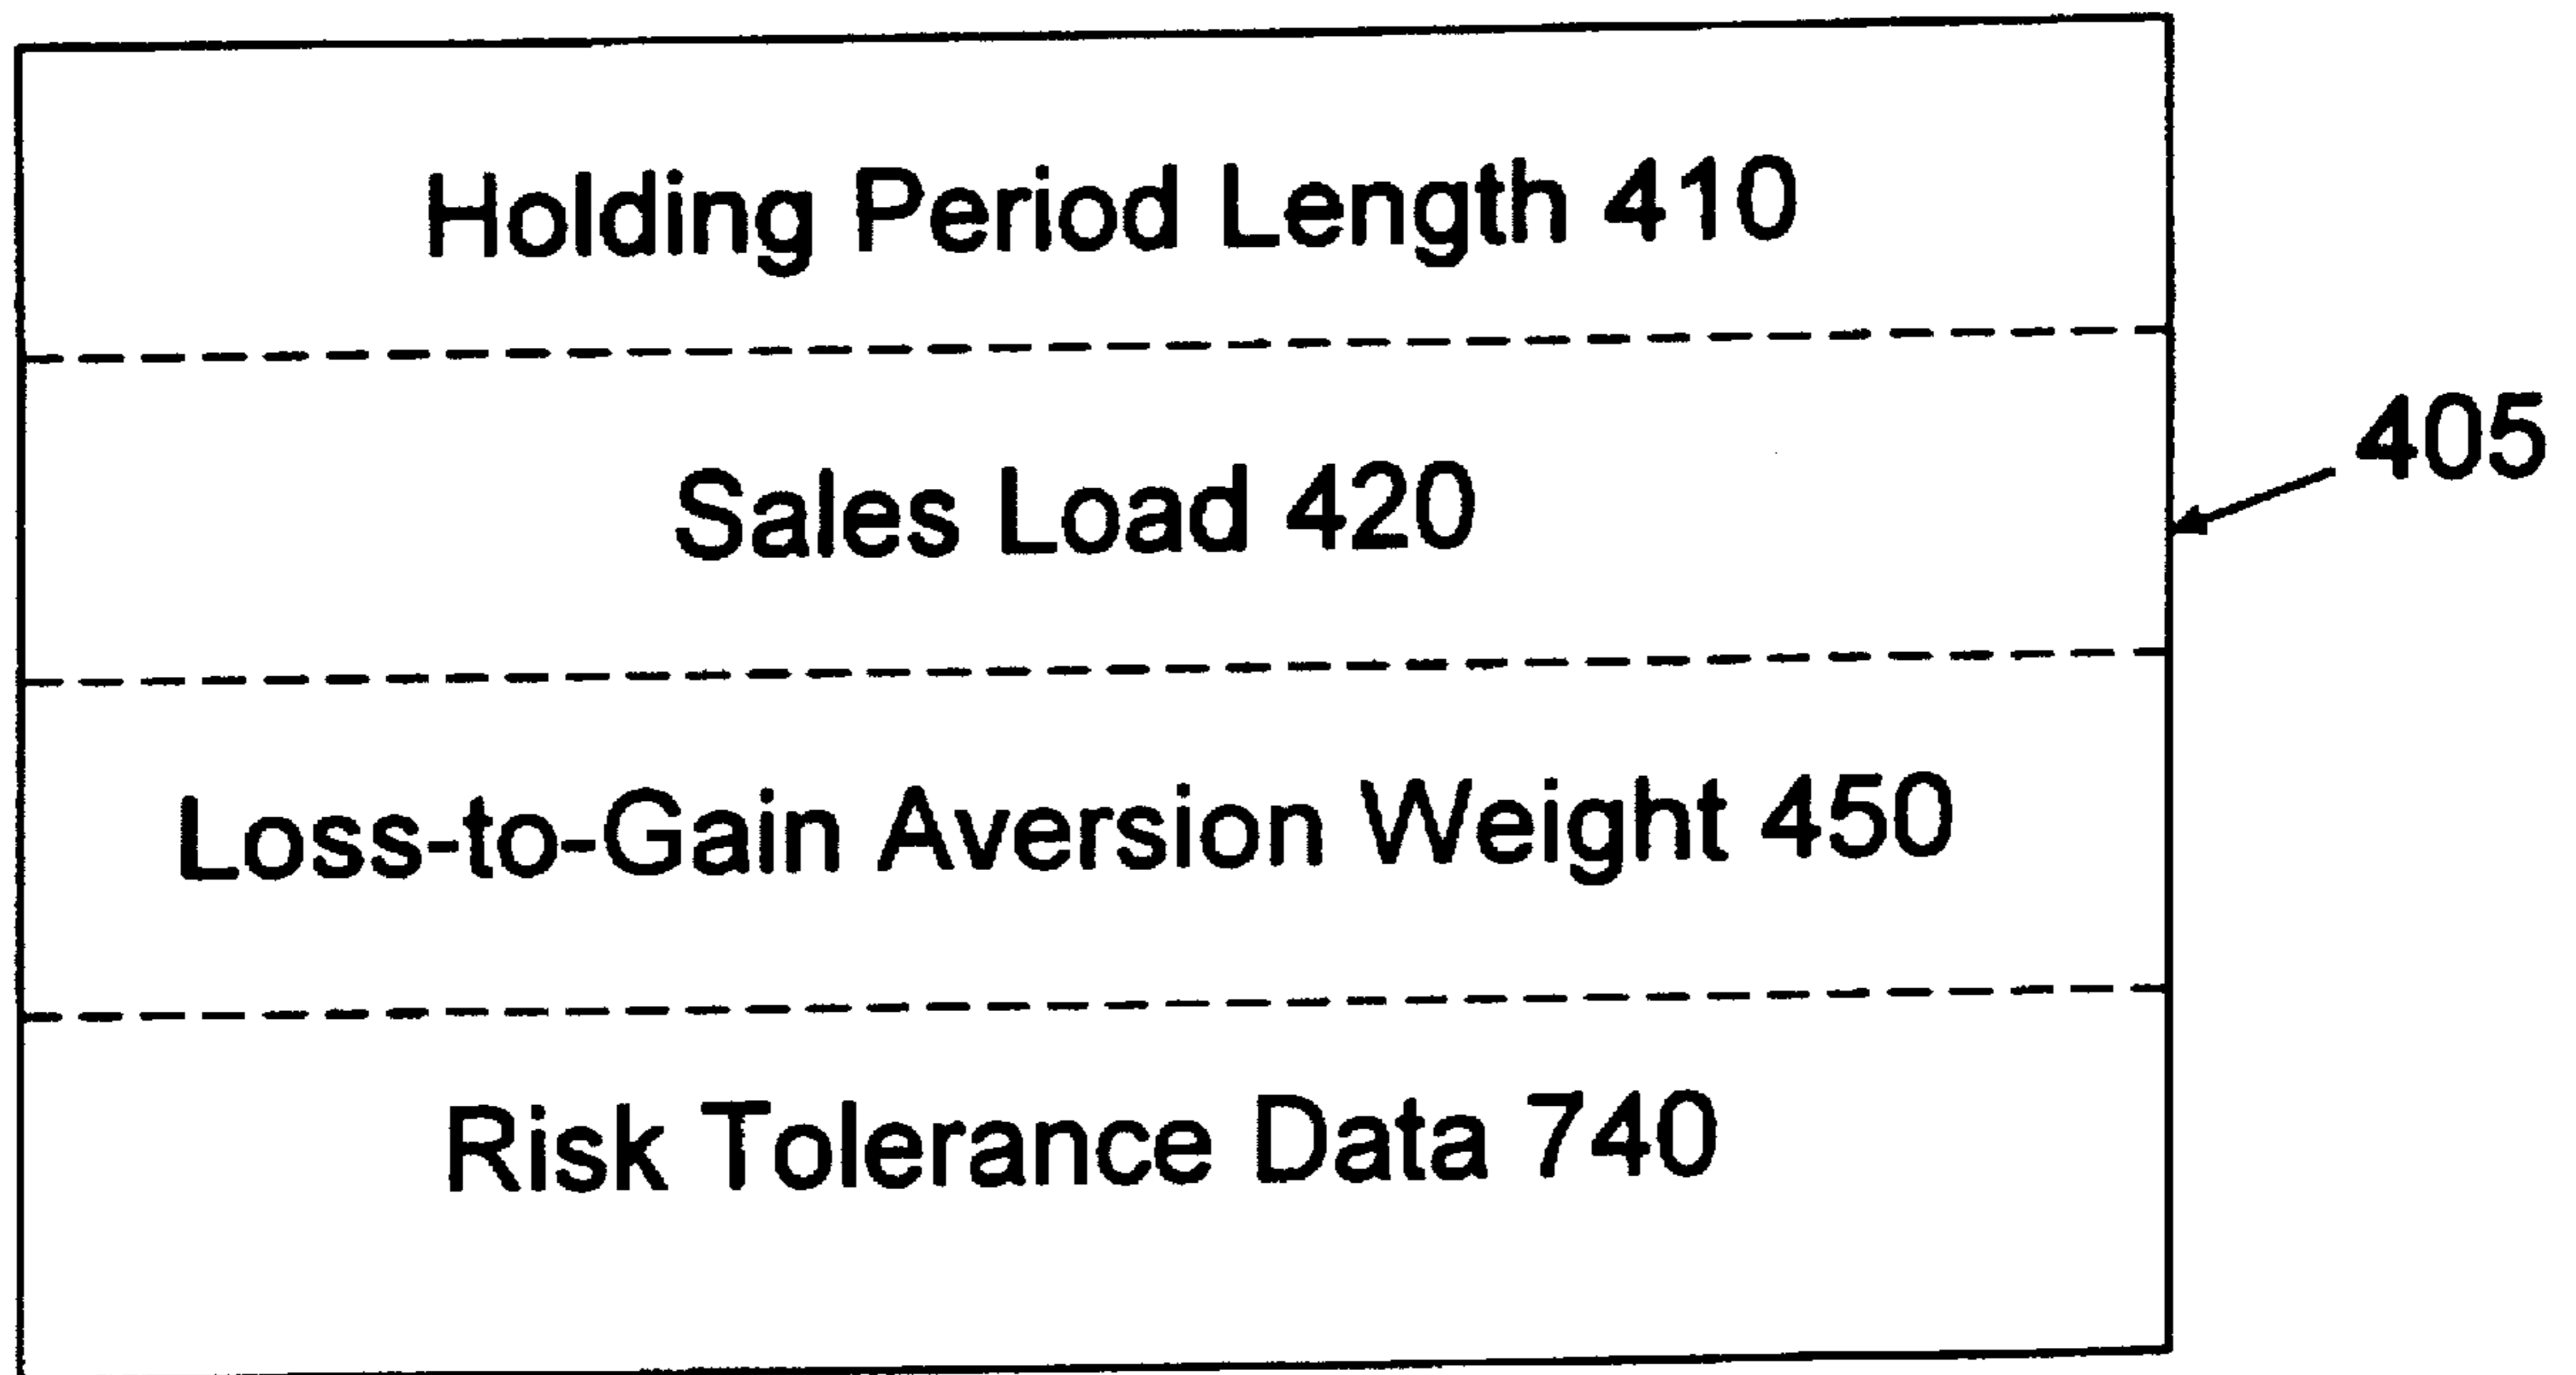 Holding Period Length 410
Sales Load 420
405
Loss-to-Gain Aversion Weight 450
Risk Tolerance Data 740